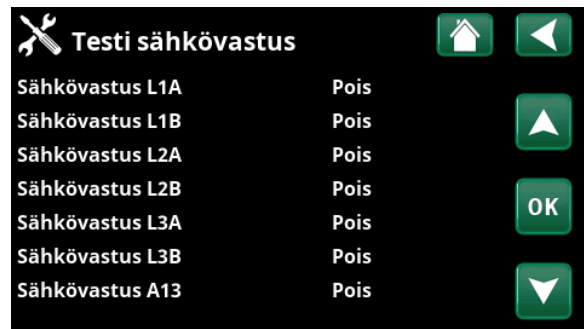 Testi sähkövastus
Sähkövastus L1A Pois
Sähkövastus L1B Pois
Sähkövastus L2A Pois
Sähkövastus L2B Pois
Sähkövastus L3A Pois
Sähkövastus L3B Pois
Sähkövastus A13 Pois
OK